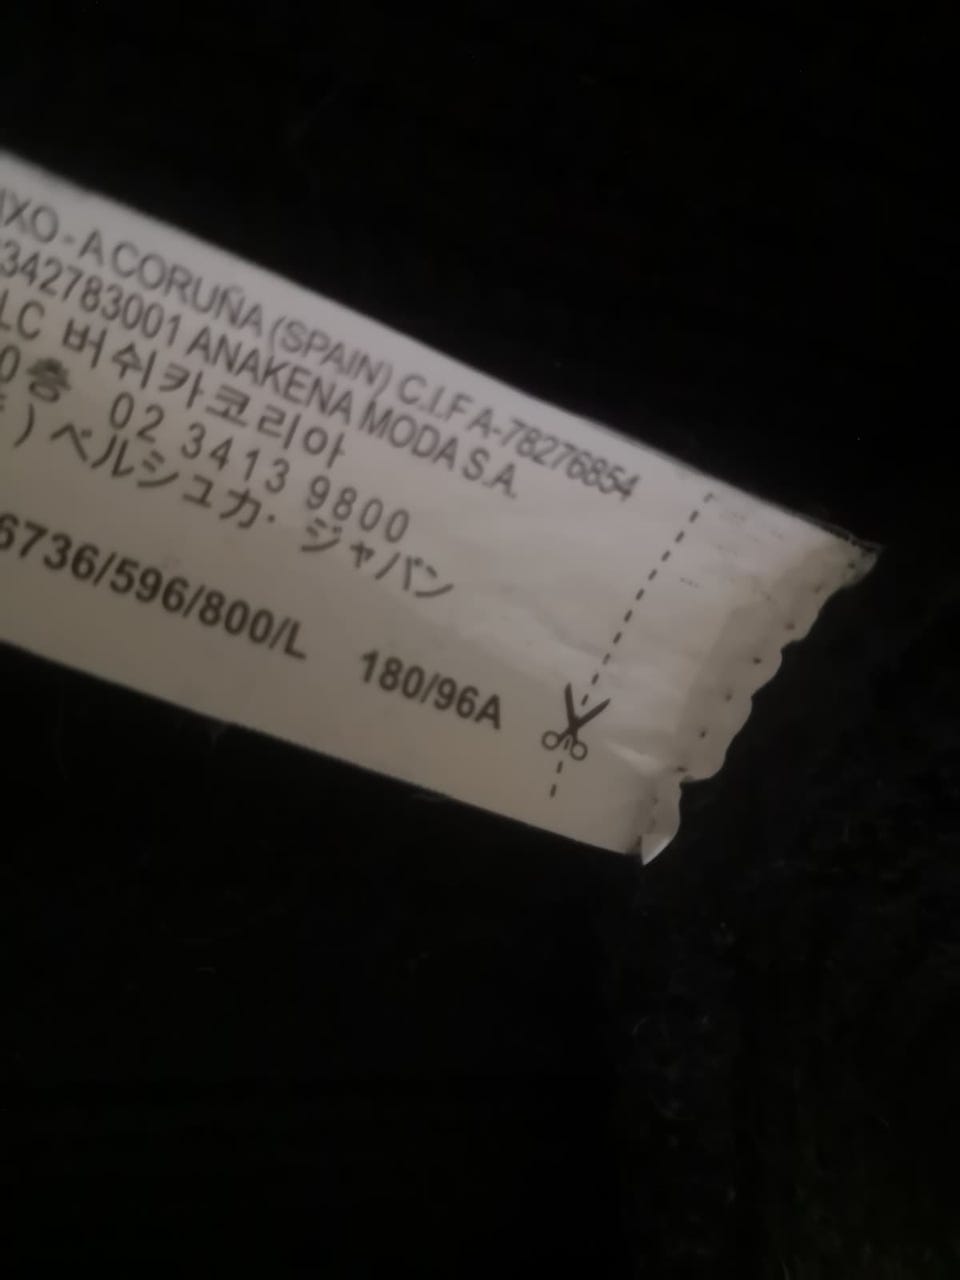 IXO - A CORUÑA (SPAIN) C.I.F A-78276854
342783001 ANAKENA MODA S.A.
LC 버쉬카코리아
0층 02 3413 9800
) ベルシュカ・ジャパン
6736/596/800/L 180/96A